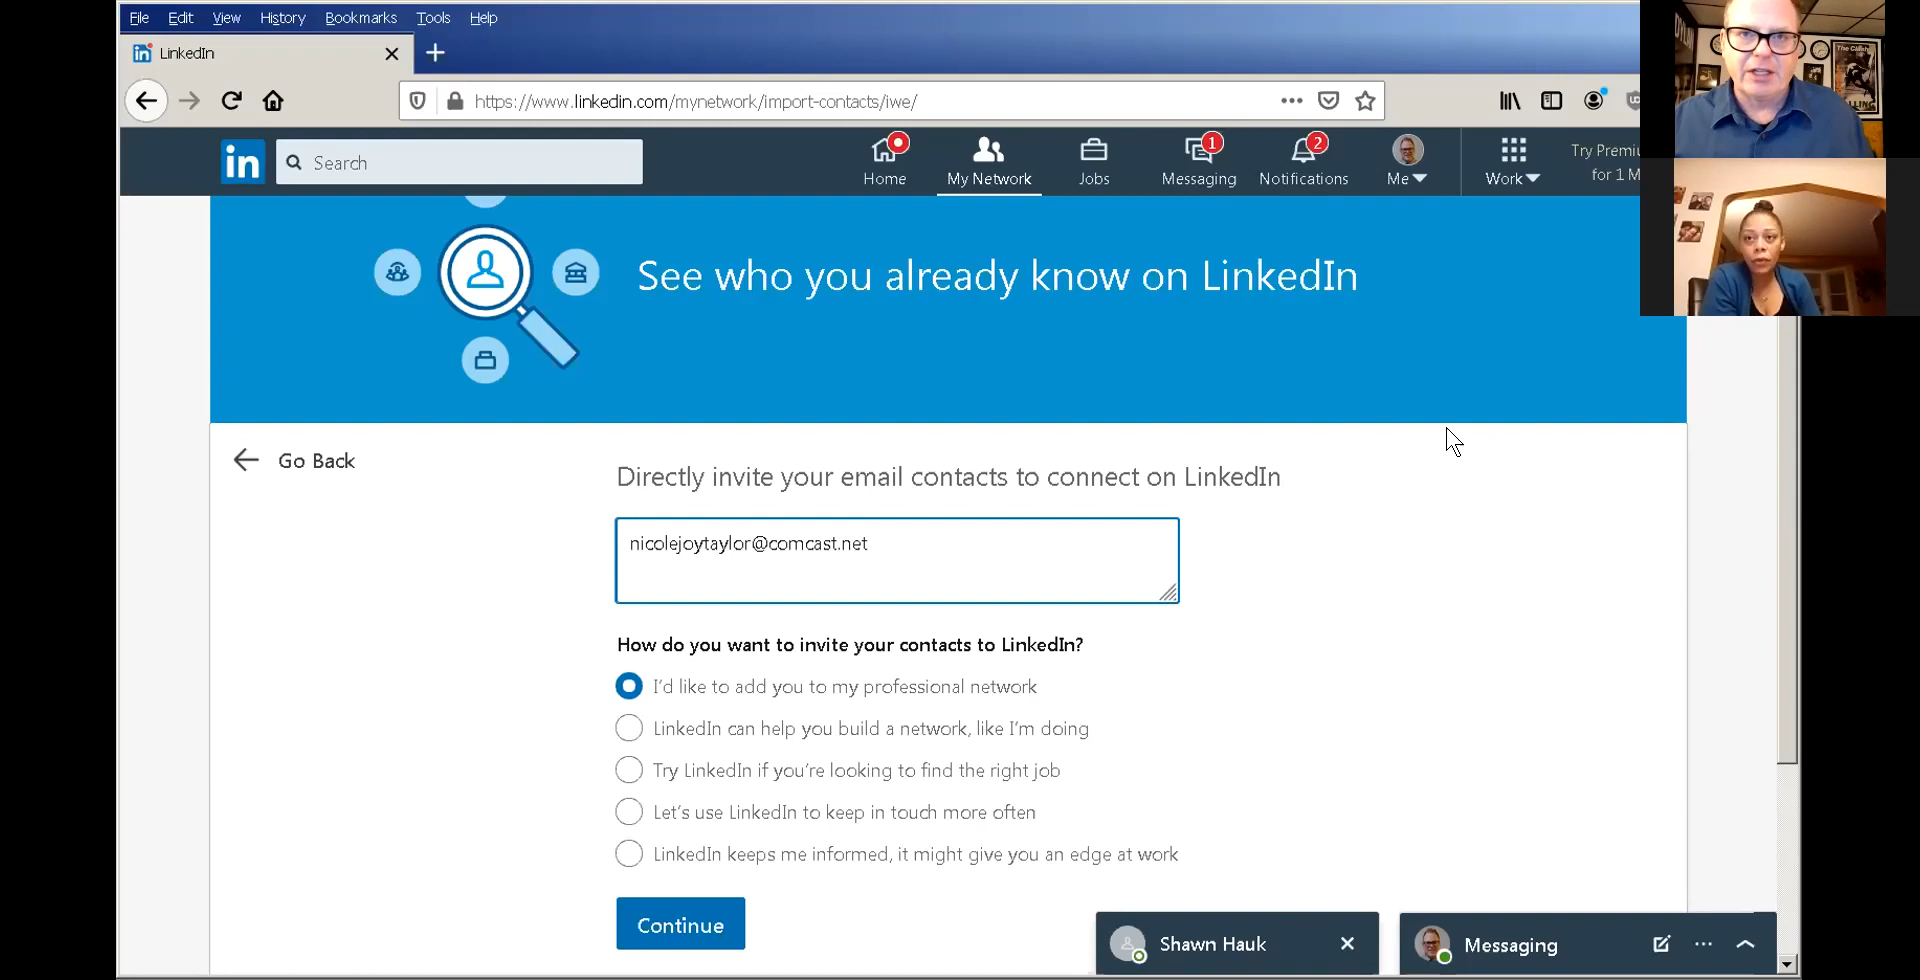 File Edit View History Bookmarks Tools Help
LinkedIn
https://www.linkedin.com/mynetwork/import-contacts/iwe/
in Search
Home
My Network
Jobs
1
Messaging
2
Notifications
Me
Work
Try Premiu
for 1 M
The Clash
See who you already know on LinkedIn
Go Back
Directly invite your email contacts to connect on LinkedIn
nicolejoytaylor@comcast.net
How do you want to invite your contacts to LinkedIn?
I'd like to add you to my professional network
LinkedIn can help you build a network, like I'm doing
Try LinkedIn if you're looking to find the right job
Let's use LinkedIn to keep in touch more often
LinkedIn keeps me informed, it might give you an edge at work
Continue
Shawn Hauk
Messaging